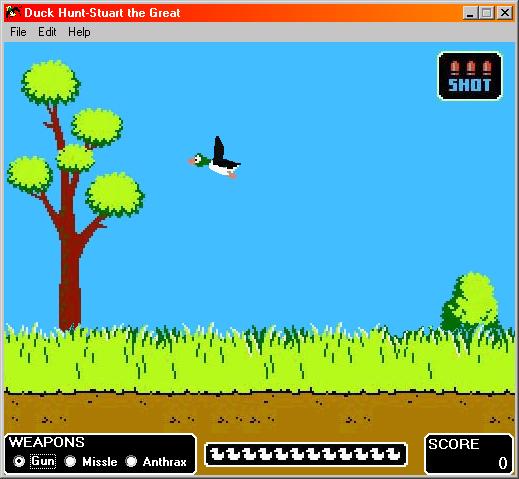 Duck Hunt-Stuart the Great
File Edit Help
SHOT
WEAPONS
Gun Missle Anthrax
SCORE
0